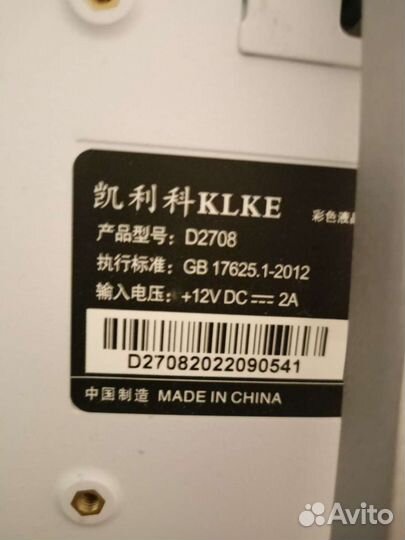 凯利科KLKE
彩色液晶
产品型号：D2708
执行标准：GB 17625.1-2012
输入电压：+12V DC ⎓ 2A
D27082022090541
中国制造 MADE IN CHINA
Avito